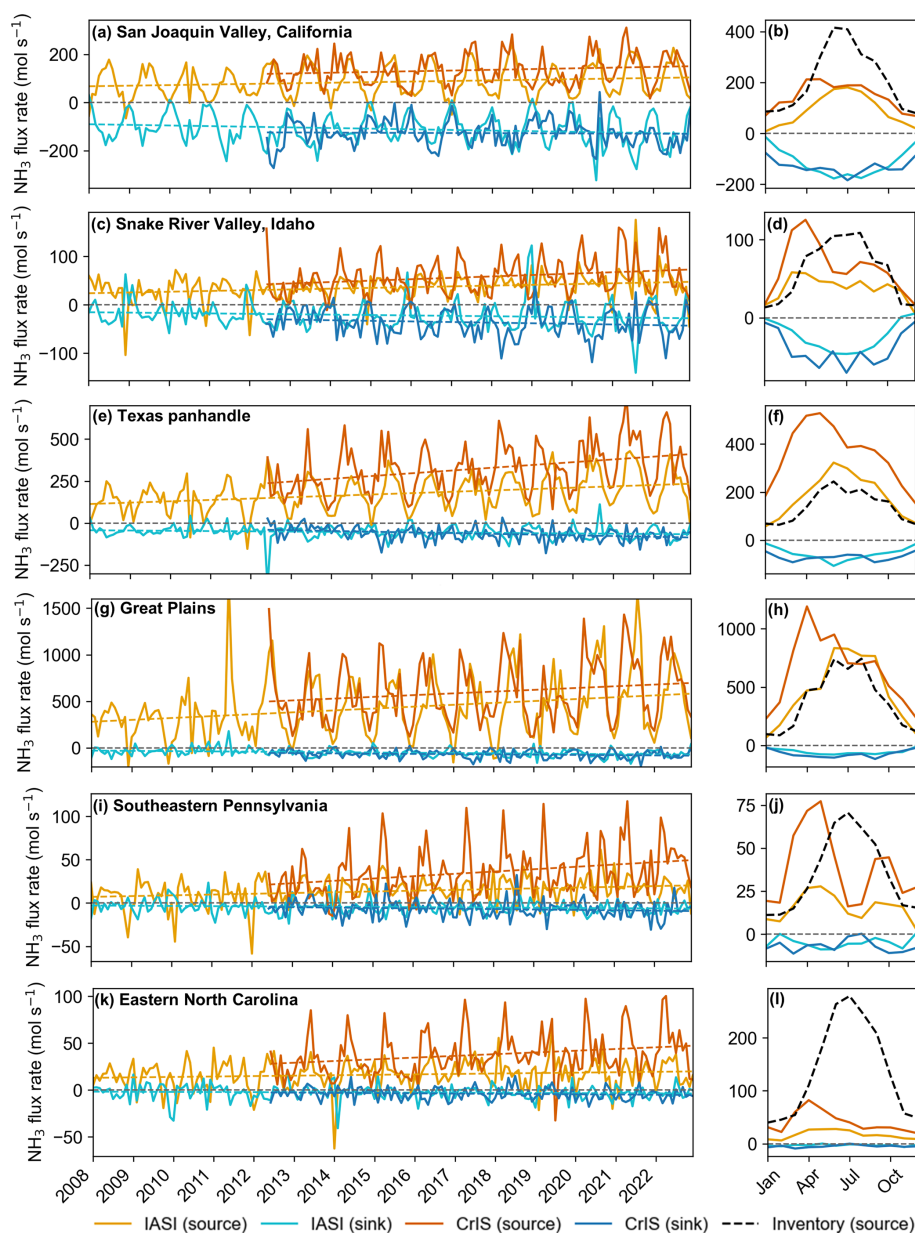 (a) San Joaquin Valley, California
(b)
NH₃ flux rate (mol s⁻¹)
200
0
−100
400
200
0
−200
(c) Snake River Valley, Idaho
(d)
NH₃ flux rate (mol s⁻¹)
100
0
−100
100
0
(e) Texas panhandle
(f)
NH₃ flux rate (mol s⁻¹)
500
250
0
−250
400
200
0
(g) Great Plains
(h)
NH₃ flux rate (mol s⁻¹)
1500
1000
500
0
1000
500
0
(i) Southeastern Pennsylvania
(j)
NH₃ flux rate (mol s⁻¹)
100
50
0
−50
75
50
25
0
(k) Eastern North Carolina
(l)
NH₃ flux rate (mol s⁻¹)
100
50
0
−50
200
100
0
2008 2009 2010 2011 2012 2013 2014 2015 2016 2017 2018 2019 2020 2021 2022
Jan Apr Jul Oct
IASI (source) IASI (sink) CrIS (source) CrIS (sink) Inventory (source)